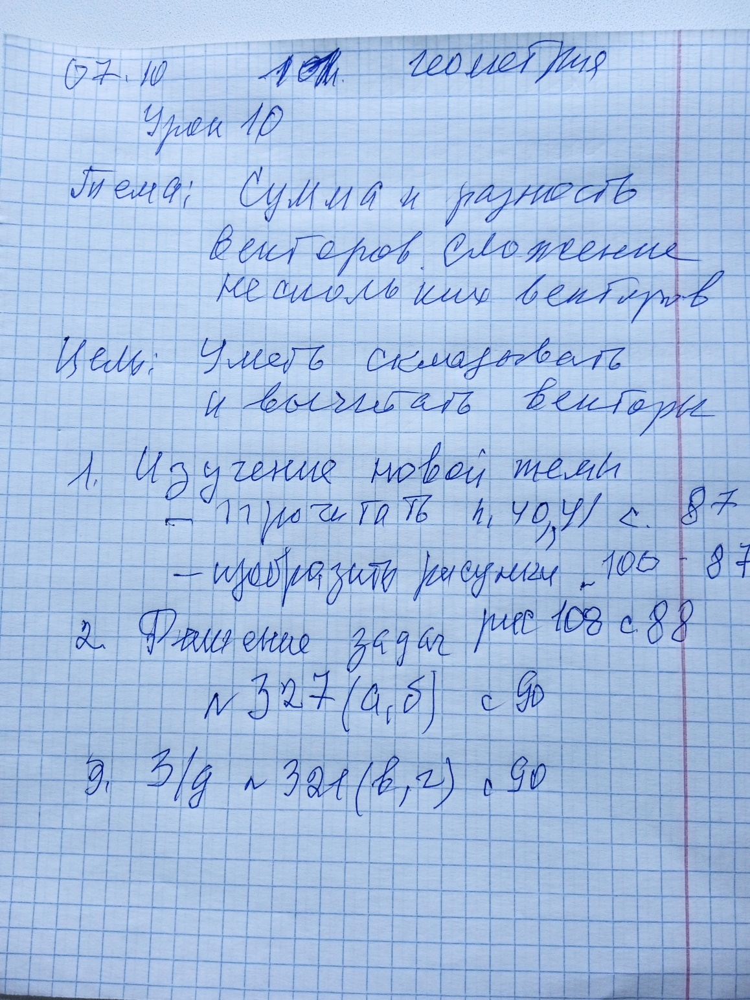 07.10 геометрия
Урок 10
Тема: Сумма и разность
векторов. Сложение
нескольких векторов
Цель: Уметь складывать
и вычитать векторы
1. Изучение новой темы
– Прочитать п. 40, 41 с. 87
– изобразить рисунки 100 - 87
рис 108 с 88
2. Решение задач
№ 327 (а, б) с 90
3. З/д № 321 (в, г) с 90